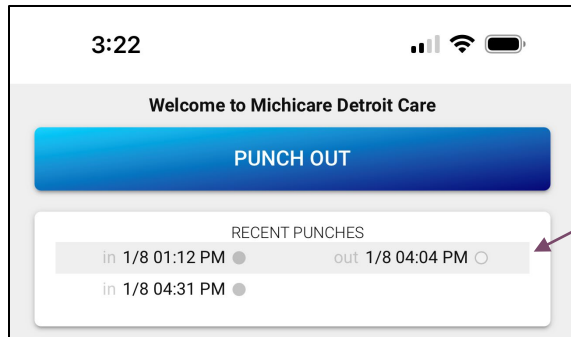 3:22
Welcome to Michicare Detroit Care
PUNCH OUT
RECENT PUNCHES
in 1/8 01:12 PM out 1/8 04:04 PM
in 1/8 04:31 PM